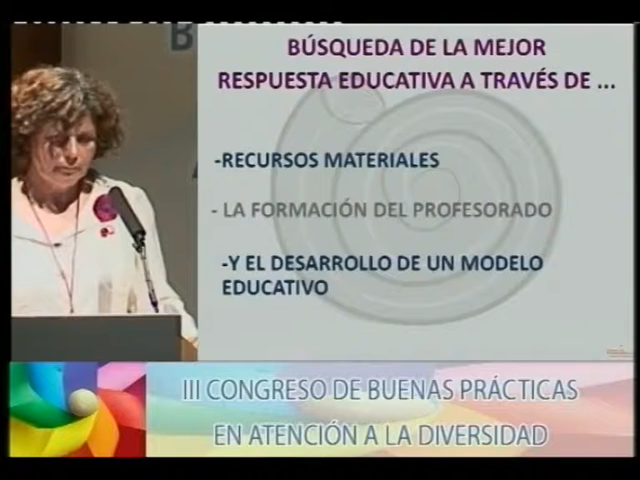 BÚSQUEDA DE LA MEJOR
RESPUESTA EDUCATIVA A TRAVÉS DE ...
-RECURSOS MATERIALES
- LA FORMACIÓN DEL PROFESORADO
-Y EL DESARROLLO DE UN MODELO
EDUCATIVO
III CONGRESO DE BUENAS PRÁCTICAS
EN ATENCIÓN A LA DIVERSIDAD